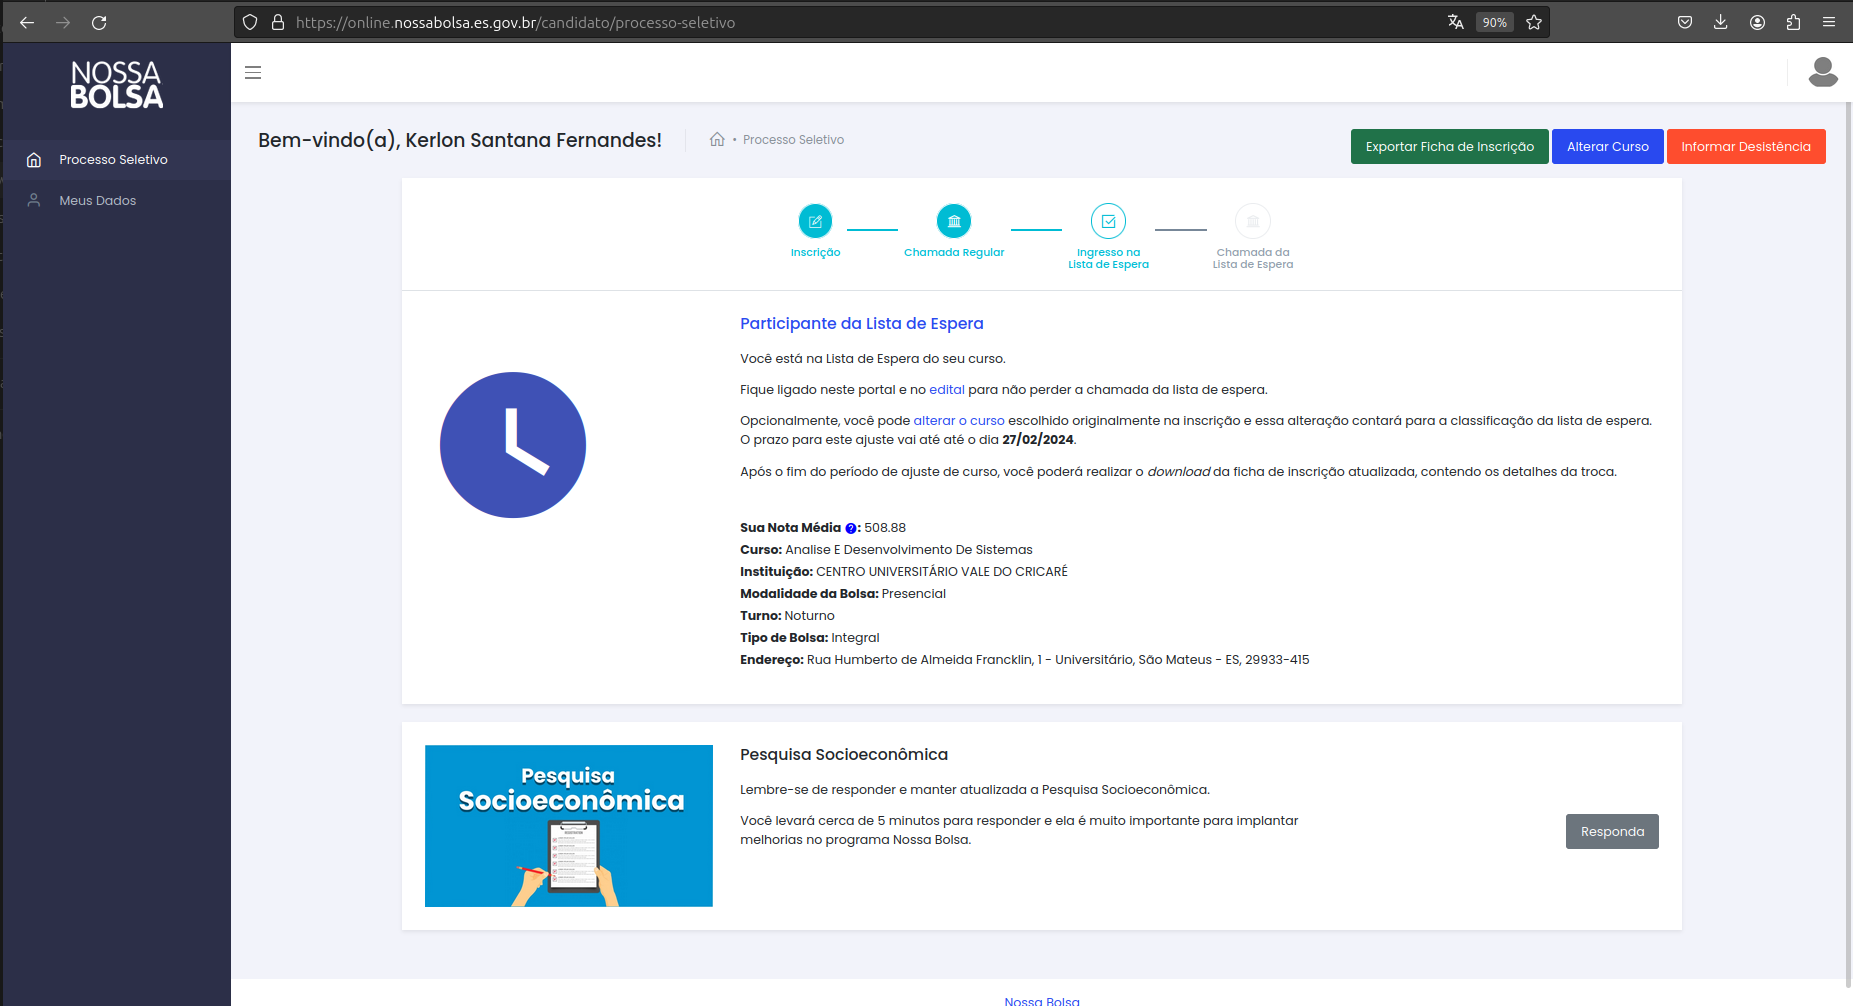 https://online.nossabolsa.es.gov.br/candidato/processo-seletivo
90%
NOSSA
BOLSA
Processo Seletivo
Meus Dados
Bem-vindo(a), Kerlon Santana Fernandes!
• Processo Seletivo
Exportar Ficha de Inscrição
Alterar Curso
Informar Desistência
Inscrição
Chamada Regular
Ingresso na
Lista de Espera
Chamada da
Lista de Espera
Participante da Lista de Espera
Você está na Lista de Espera do seu curso.
Fique ligado neste portal e no edital para não perder a chamada da lista de espera.
Opcionalmente, você pode alterar o curso escolhido originalmente na inscrição e essa alteração contará para a classificação da lista de espera.
O prazo para este ajuste vai até até o dia 27/02/2024.
Após o fim do período de ajuste de curso, você poderá realizar o download da ficha de inscrição atualizada, contendo os detalhes da troca.
Sua Nota Média ?: 508.88
Curso: Analise E Desenvolvimento De Sistemas
Instituição: CENTRO UNIVERSITÁRIO VALE DO CRICARÉ
Modalidade da Bolsa: Presencial
Turno: Noturno
Tipo de Bolsa: Integral
Endereço: Rua Humberto de Almeida Francklin, 1 - Universitário, São Mateus - ES, 29933-415
Pesquisa
Socioeconômica
Pesquisa Socioeconômica
Lembre-se de responder e manter atualizada a Pesquisa Socioeconômica.
Você levará cerca de 5 minutos para responder e ela é muito importante para implantar
melhorias no programa Nossa Bolsa.
Responda
Nossa Bolsa